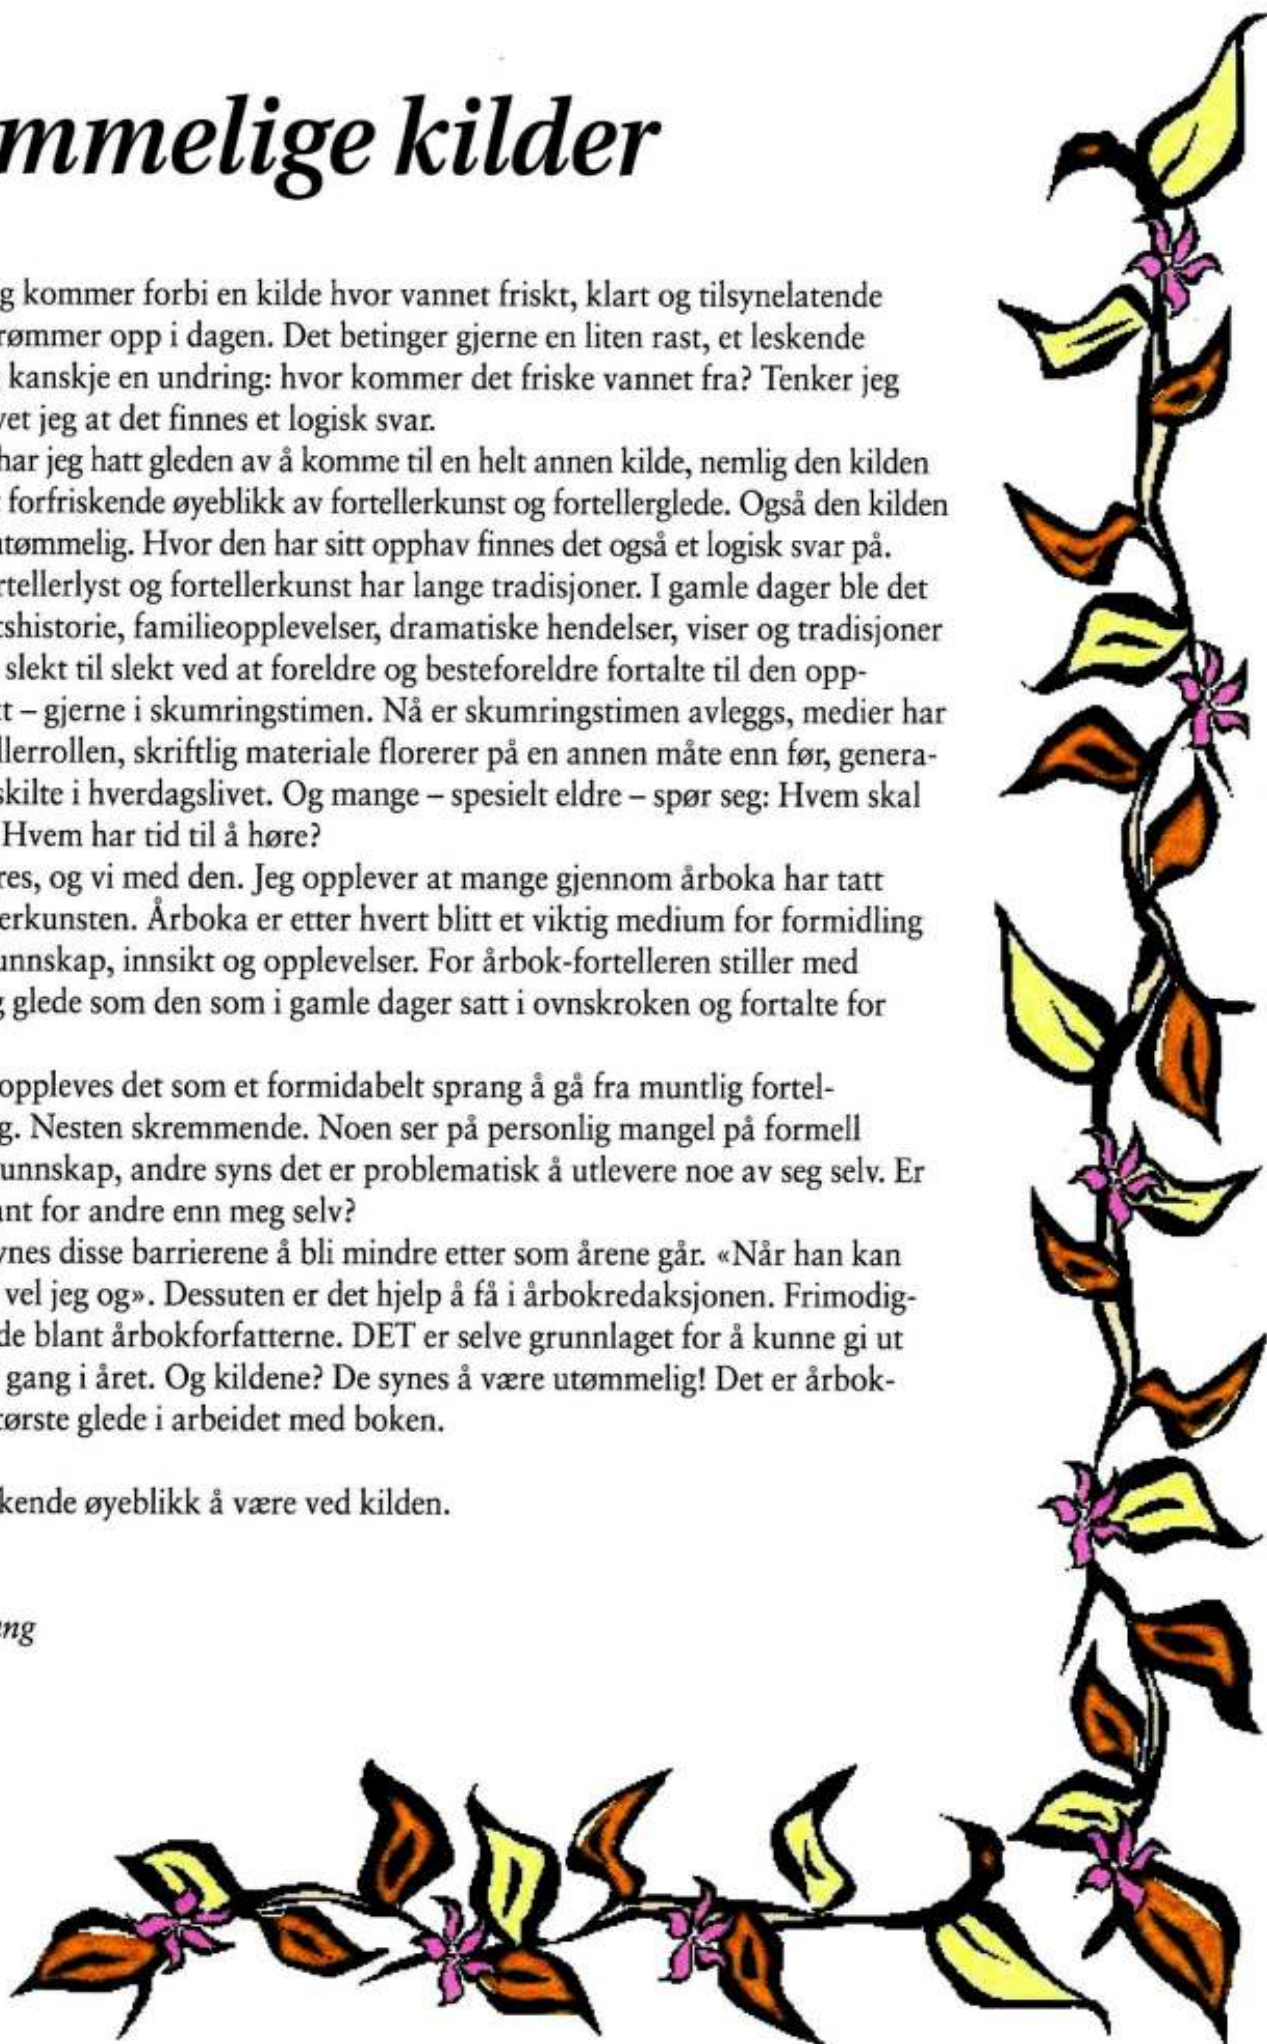 mmelige kilder
g kommer forbi en kilde hvor vannet friskt, klart og tilsynelatende
rømmer opp i dagen. Det betinger gjerne en liten rast, et leskende
kanskje en undring: hvor kommer det friske vannet fra? Tenker jeg
vet jeg at det finnes et logisk svar.
har jeg hatt gleden av å komme til en helt annen kilde, nemlig den kilden
forfriskende øyeblikk av fortellerkunst og fortellerglede. Også den kilden
tømmelig. Hvor den har sitt opphav finnes det også et logisk svar på.
rtellerlyst og fortellerkunst har lange tradisjoner. I gamle dager ble det
tshistorie, familieopplevelser, dramatiske hendelser, viser og tradisjoner
slekt til slekt ved at foreldre og besteforeldre fortalte til den opp-
tt – gjerne i skumringstimen. Nå er skumringstimen avleggs, medier har
llerrollen, skriftlig materiale florerer på en annen måte enn før, genera-
skilte i hverdagslivet. Og mange – spesielt eldre – spør seg: Hvem skal
Hvem har tid til å høre?
res, og vi med den. Jeg opplever at mange gjennom årboka har tatt
erkunsten. Årboka er etter hvert blitt et viktig medium for formidling
unnskap, innsikt og opplevelser. For årbok-fortelleren stiller med
g glede som den som i gamle dager satt i ovnskroken og fortalte for
oppleves det som et formidabelt sprang å gå fra muntlig fortel-
g. Nesten skremmende. Noen ser på personlig mangel på formell
unnskap, andre syns det er problematisk å utlevere noe av seg selv. Er
ant for andre enn meg selv?
ynes disse barrierene å bli mindre etter som årene går. «Når han kan
vel jeg og». Dessuten er det hjelp å få i årbokredaksjonen. Frimodig-
de blant årbokforfatterne. DET er selve grunnlaget for å kunne gi ut
gang i året. Og kildene? De synes å være utømmelig! Det er årbok-
tørste glede i arbeidet med boken.
kende øyeblikk å være ved kilden.
ng